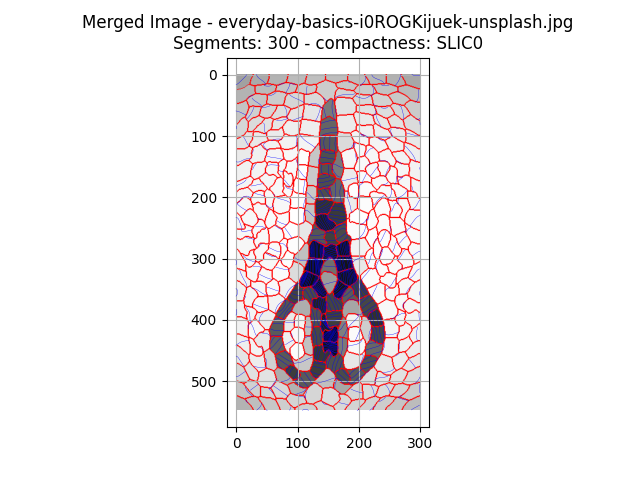 Merged Image - everyday-basics-i0ROGKijuek-unsplash.jpg
Segments: 300 - compactness: SLIC0
0
100
200
300
400
500
0 100 200 300